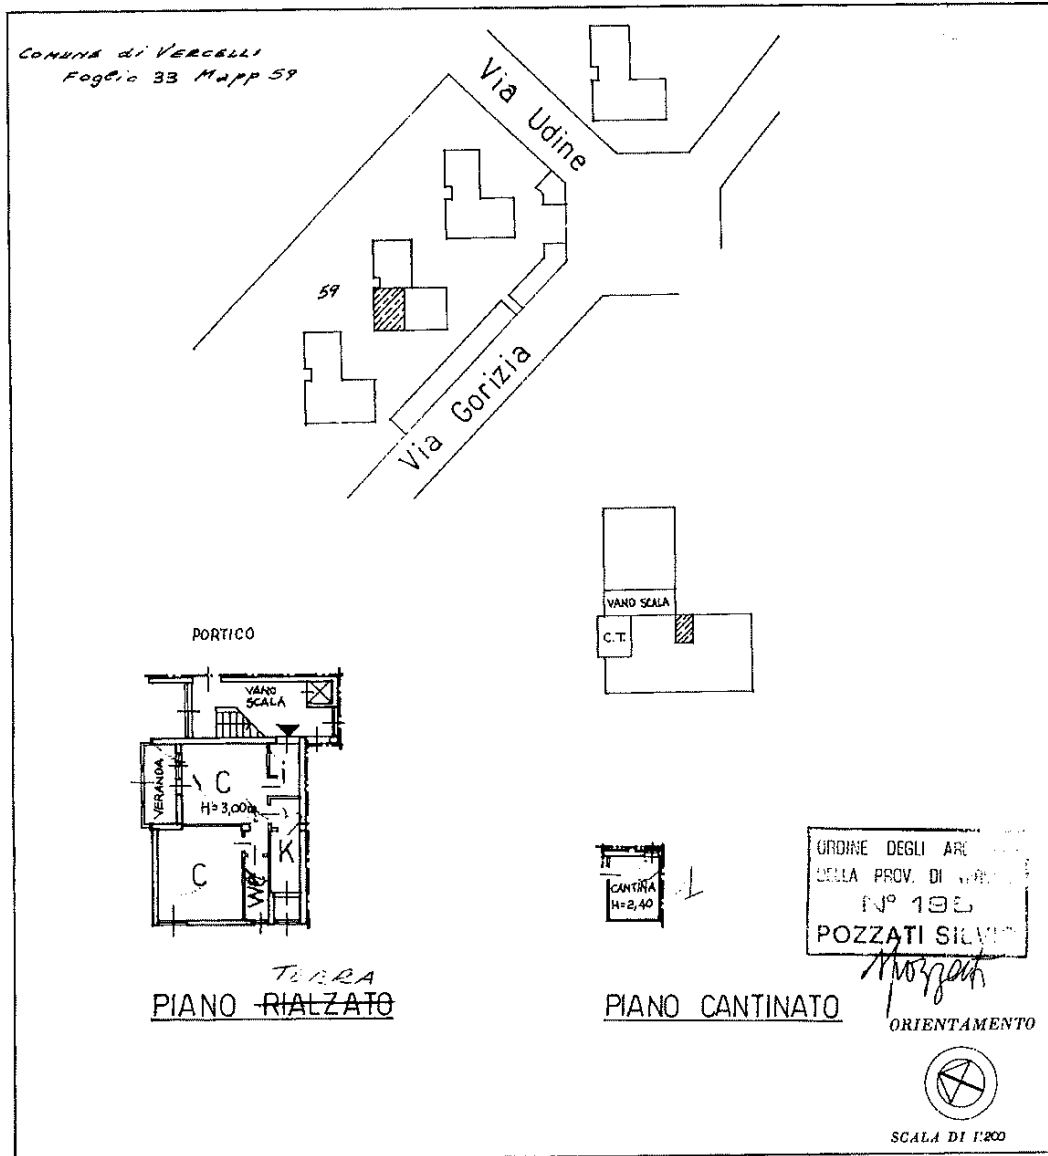 COMUNE di VERCELLI
Foglio 33 Mapp 59
Via Udine
59
Via Gorizia
VANO SCALA
C.T.
PORTICO
VANO
SCALA
VERANDA
C
i
H=3,00
C
K
WC
CANTINA
H=2,40
ORDINE DEGLI
DELLA PROV. DI
N° 195
POZZATI SILVIO
TERRA
PIANO RIALZATO
PIANO CANTINATO
ORIENTAMENTO
SCALA DI 1:200